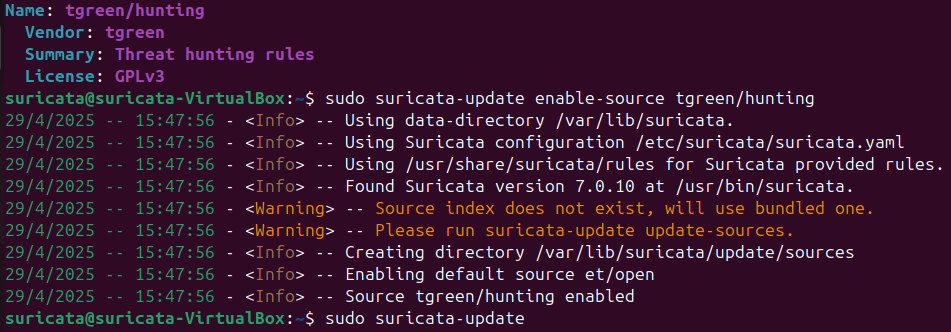 Name: tgreen/hunting
  Vendor: tgreen
  Summary: Threat hunting rules
  License: GPLv3
suricata@suricata-VirtualBox:~$ sudo suricata-update enable-source tgreen/hunting
29/4/2025 -- 15:47:56 - <Info> -- Using data-directory /var/lib/suricata.
29/4/2025 -- 15:47:56 - <Info> -- Using Suricata configuration /etc/suricata/suricata.yaml
29/4/2025 -- 15:47:56 - <Info> -- Using /usr/share/suricata/rules for Suricata provided rules.
29/4/2025 -- 15:47:56 - <Info> -- Found Suricata version 7.0.10 at /usr/bin/suricata.
29/4/2025 -- 15:47:56 - <Warning> -- Source index does not exist, will use bundled one.
29/4/2025 -- 15:47:56 - <Warning> -- Please run suricata-update update-sources.
29/4/2025 -- 15:47:56 - <Info> -- Creating directory /var/lib/suricata/update/sources
29/4/2025 -- 15:47:56 - <Info> -- Enabling default source et/open
29/4/2025 -- 15:47:56 - <Info> -- Source tgreen/hunting enabled
suricata@suricata-VirtualBox:~$ sudo suricata-update